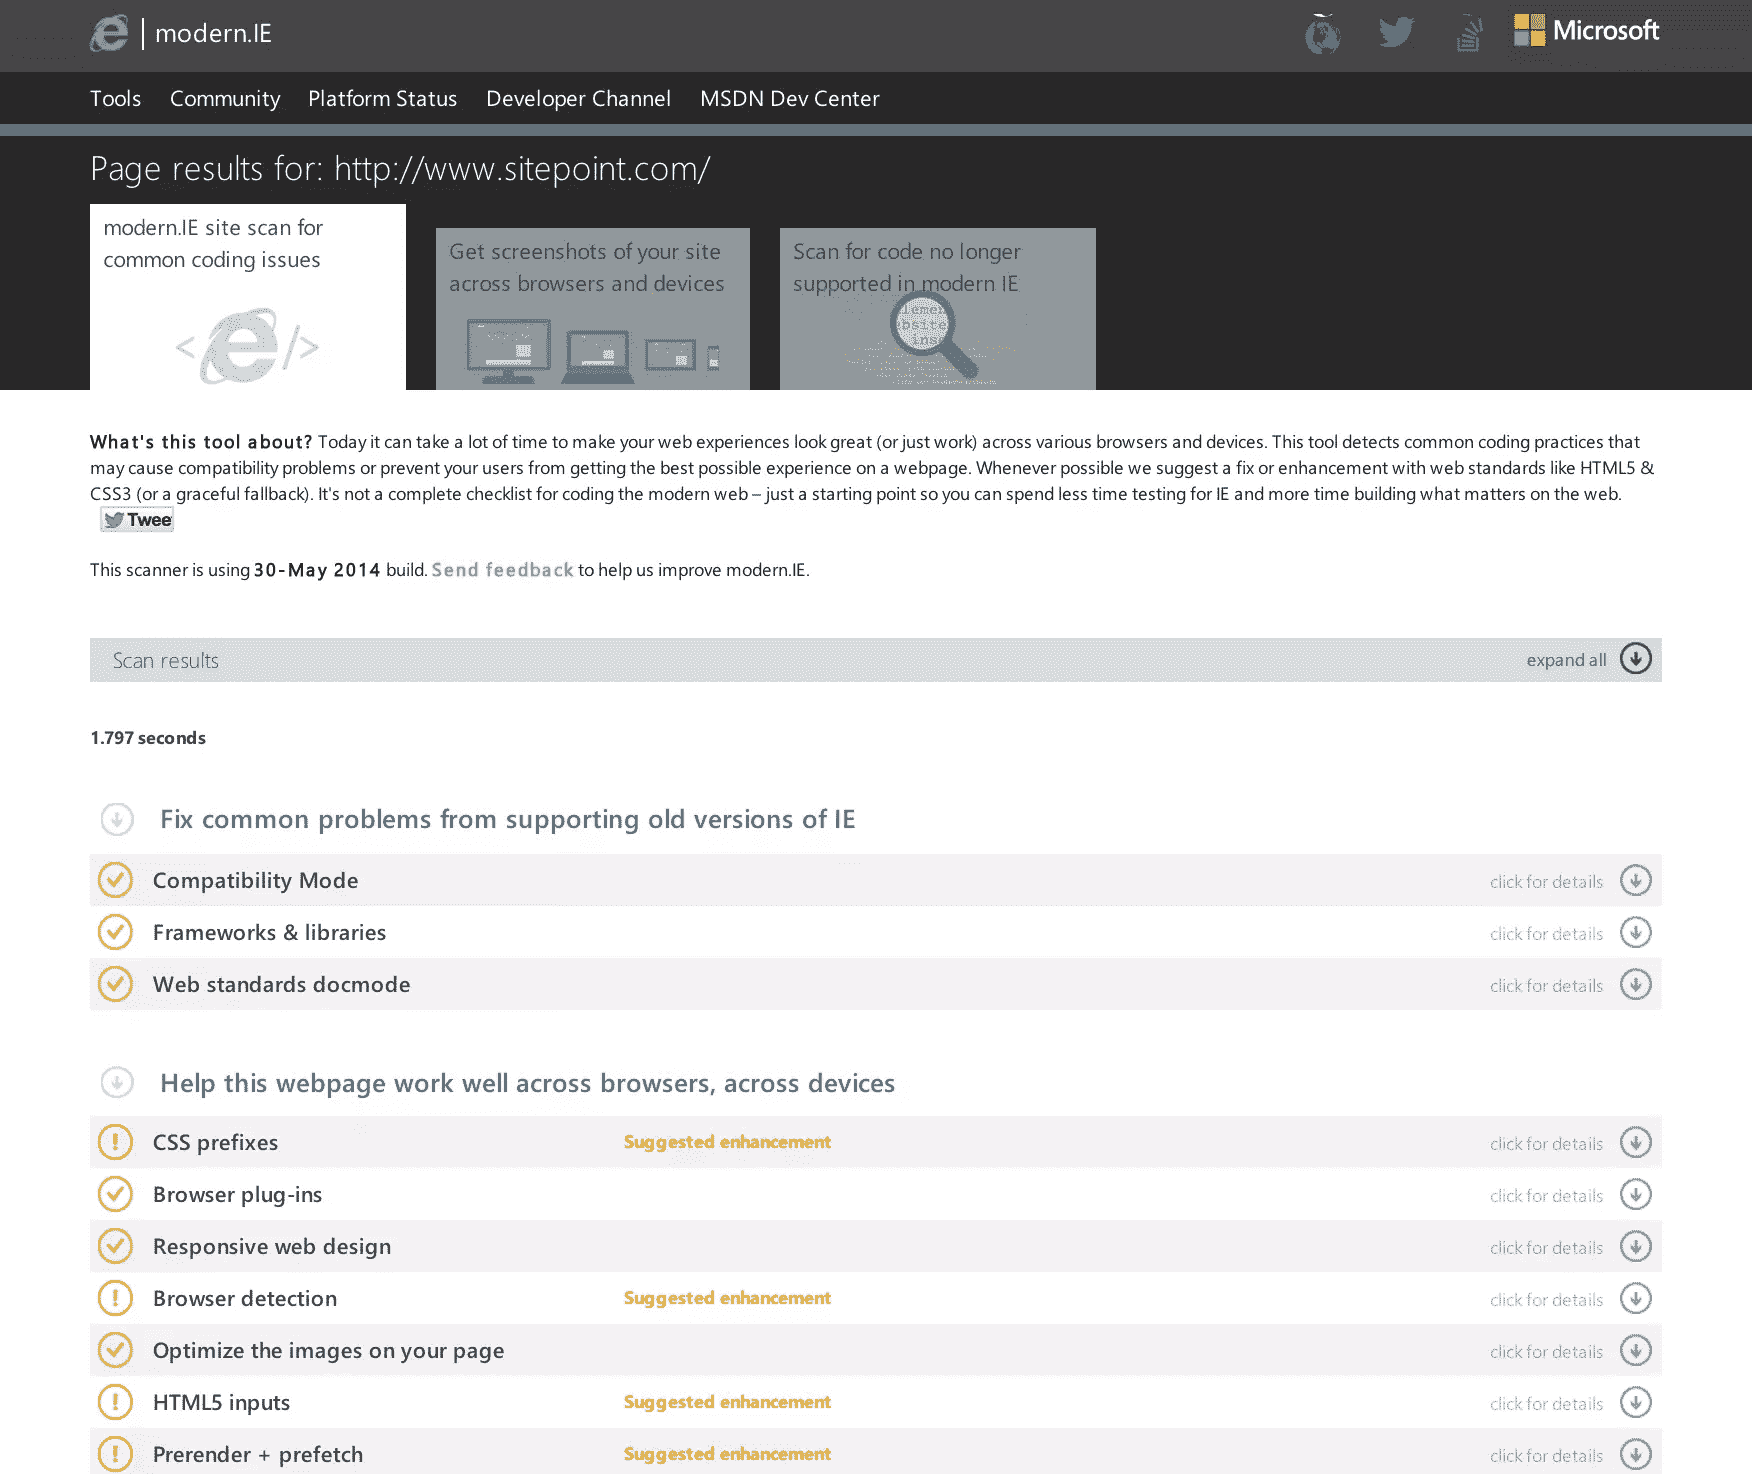 modern.IE
Microsoft
Tools Community Platform Status Developer Channel MSDN Dev Center
Page results for: http://www.sitepoint.com/
modern.IE site scan for
common coding issues
Get screenshots of your site
across browsers and devices
Scan for code no longer
supported in modern IE
What's this tool about? Today it can take a lot of time to make your web experiences look great (or just work) across various browsers and devices. This tool detects common coding practices that
may cause compatibility problems or prevent your users from getting the best possible experience on a webpage. Whenever possible we suggest a fix or enhancement with web standards like HTML5 &
CSS3 (or a graceful fallback). It's not a complete checklist for coding the modern web – just a starting point so you can spend less time testing for IE and more time building what matters on the web.
Twee
This scanner is using 30-May 2014 build. Send feedback to help us improve modern.IE.
Scan results expand all
1.797 seconds
Fix common problems from supporting old versions of IE
Compatibility Mode click for details
Frameworks & libraries click for details
Web standards docmode click for details
Help this webpage work well across browsers, across devices
CSS prefixes Suggested enhancement click for details
Browser plug-ins click for details
Responsive web design click for details
Browser detection Suggested enhancement click for details
Optimize the images on your page click for details
HTML5 inputs Suggested enhancement click for details
Prerender + prefetch Suggested enhancement click for details